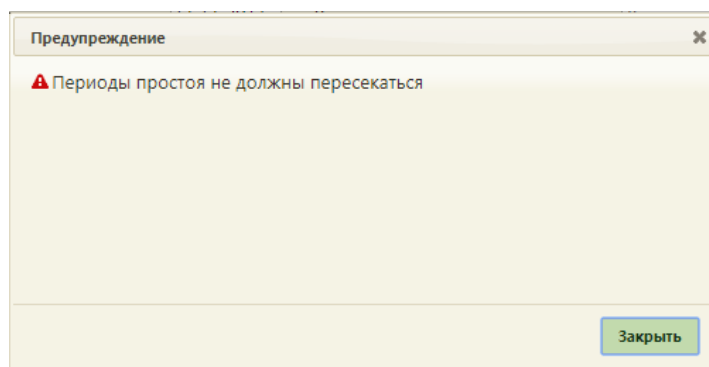 Предупреждение
Периоды простоя не должны пересекаться
Закрыть